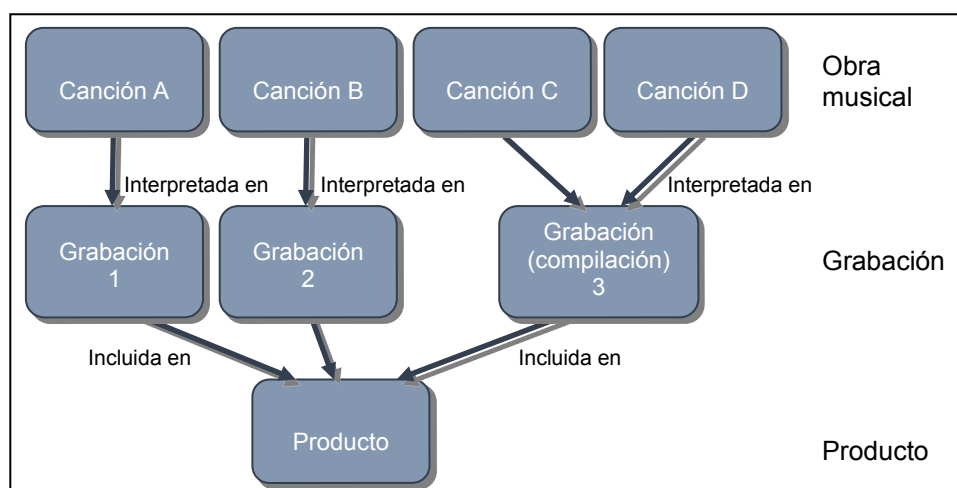 Canción A
Canción B
Canción C
Canción D
Obra
musical
Interpretada en
Interpretada en
Interpretada en
Grabación
1
Grabación
2
Grabación
(compilación)
3
Grabación
Incluida en
Incluida en
Producto
Producto